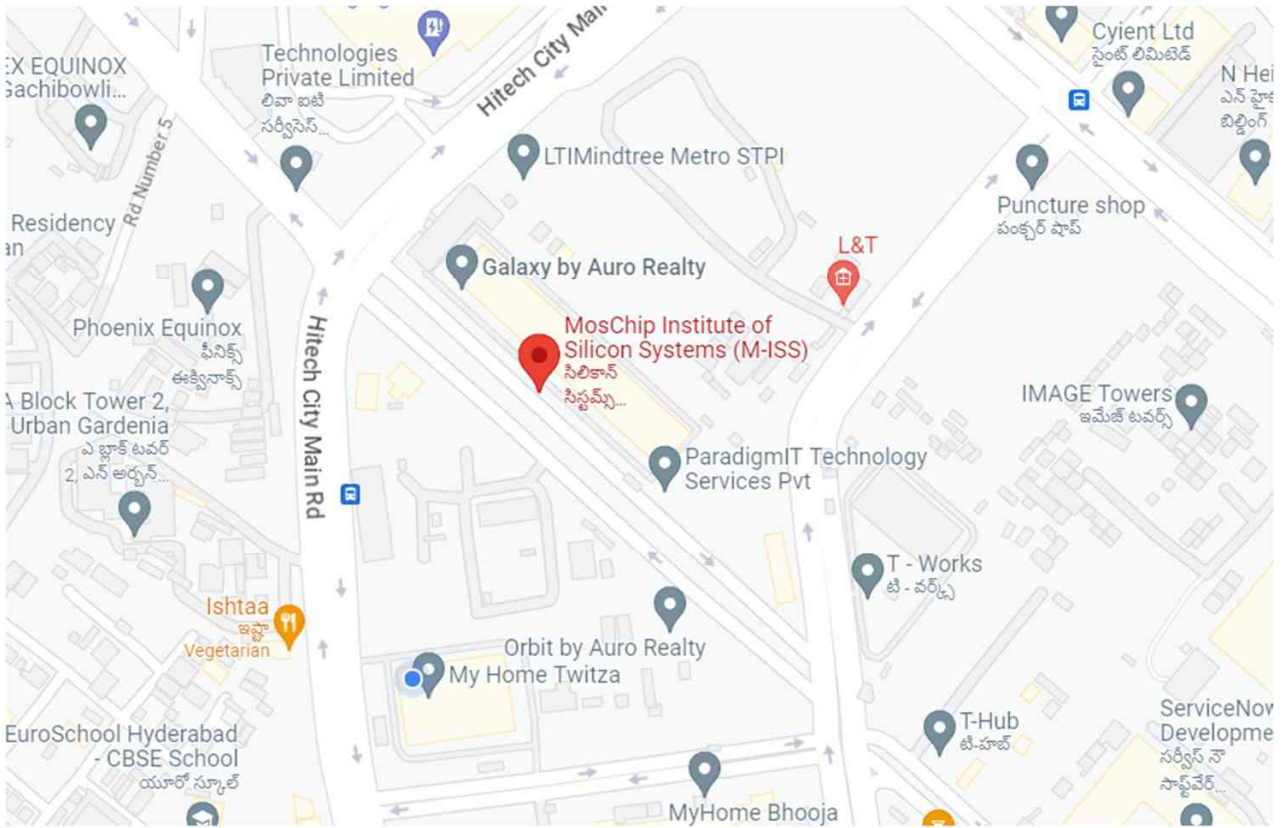 Technologies
Private Limited
లివా ఐటి
సర్వీసెస్...
Hitech City Main
Cyient Ltd
సైంట్ లిమిటెడ్
EX EQUINOX
Gachibowli...
Rd Number 5
N Hei
ఎన్ హైట
బిల్డింగ్
LTIMindtree Metro STPI
Puncture shop
పంక్చర్ షాప్
Residency
an
L&T
Galaxy by Auro Realty
Phoenix Equinox
ఫీనిక్స్
ఈక్వినాక్స్
MosChip Institute of
Silicon Systems (M-ISS)
సిలికాన్
సిస్టమ్స్...
Hitech City Main Rd
A Block Tower 2,
Urban Gardenia
ఎ బ్లాక్ టవర్
2, ఎన్ అర్బన్...
IMAGE Towers
ఇమేజ్ టవర్స్
ParadigmIT Technology
Services Pvt
T - Works
టి - వర్క్స్
Ishtaa
ఇష్టా
Vegetarian
Orbit by Auro Realty
My Home Twitza
EuroSchool Hyderabad
- CBSE School
యూరో స్కూల్
T-Hub
టి-హబ్
ServiceNow
Developme
సర్వీస్ నౌ
సాఫ్ట్‌వేర్...
MyHome Bhooja